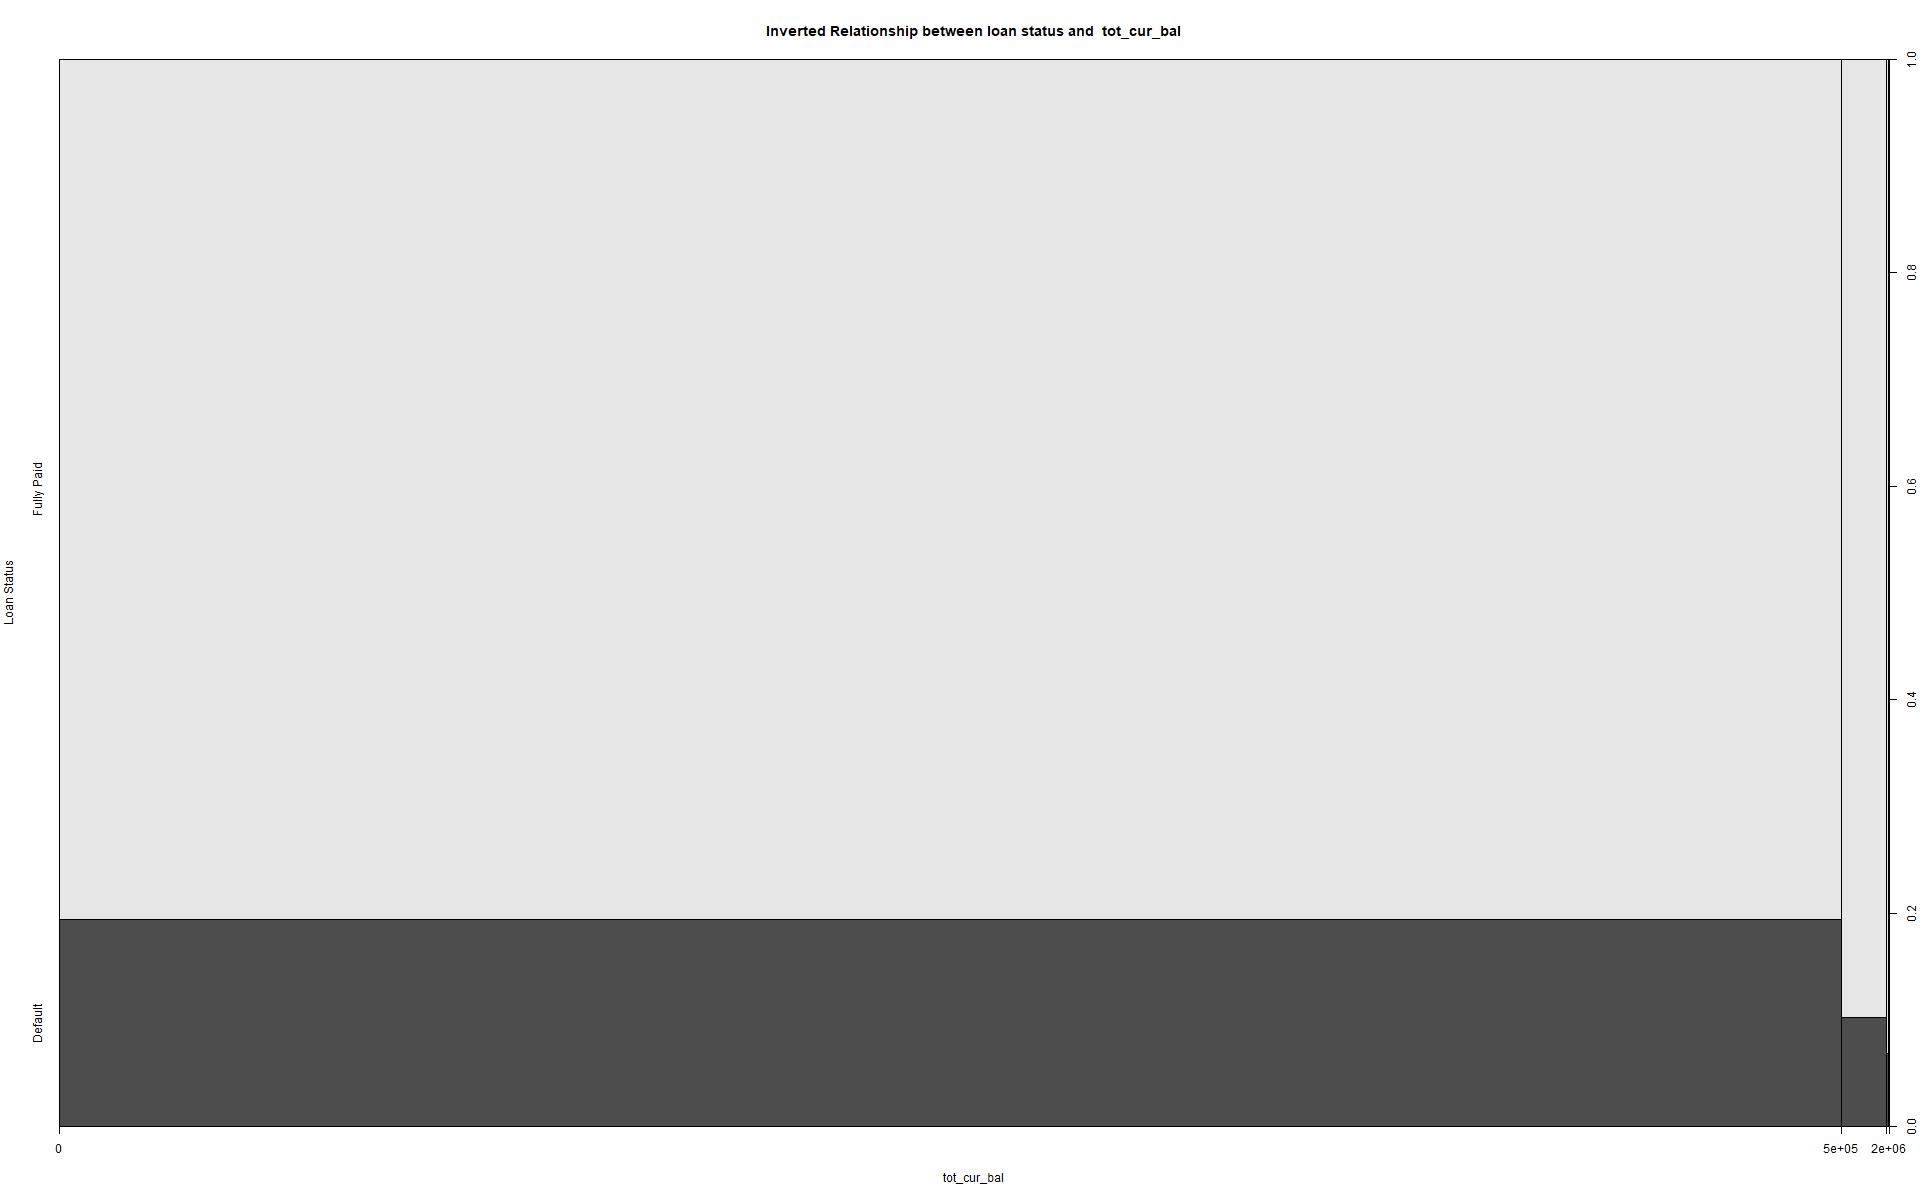 Inverted Relationship between loan status and  tot_cur_bal
Loan Status
Fully Paid
Default
1.0
0.8
0.6
0.4
0.2
0.0
0
5e+05
2e+06
tot_cur_bal